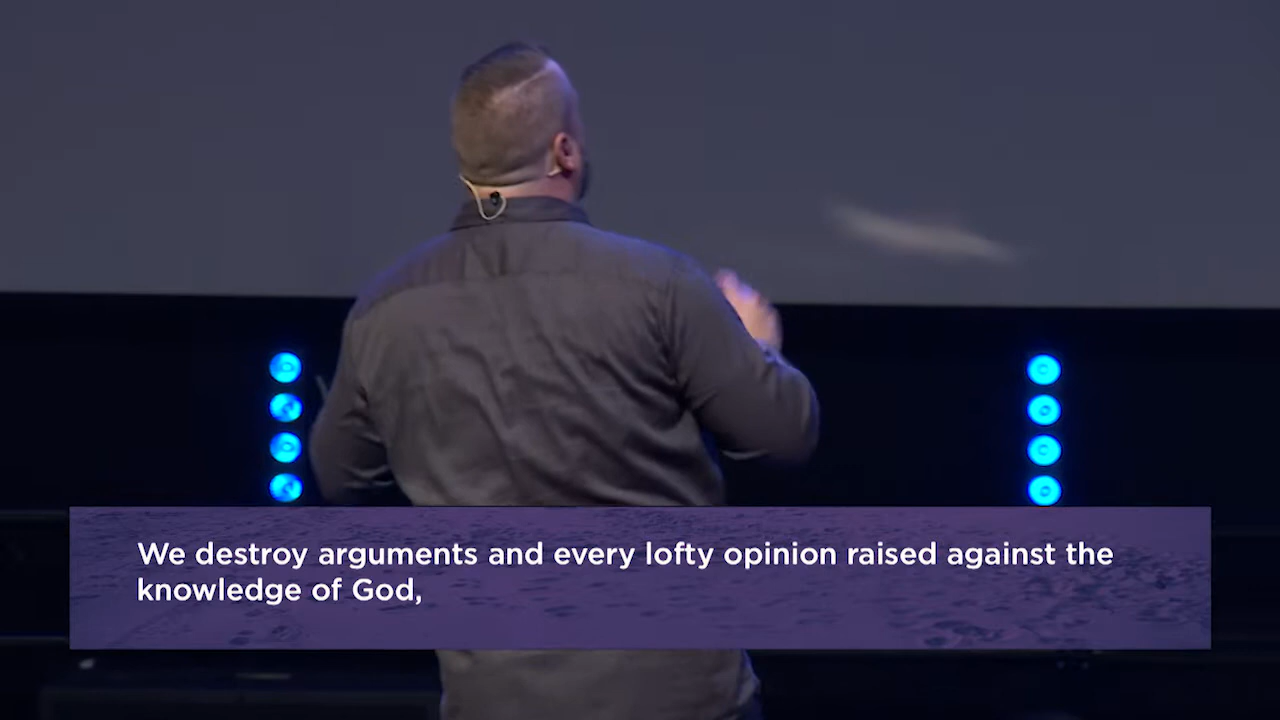 We destroy arguments and every lofty opinion raised against the
knowledge of God,